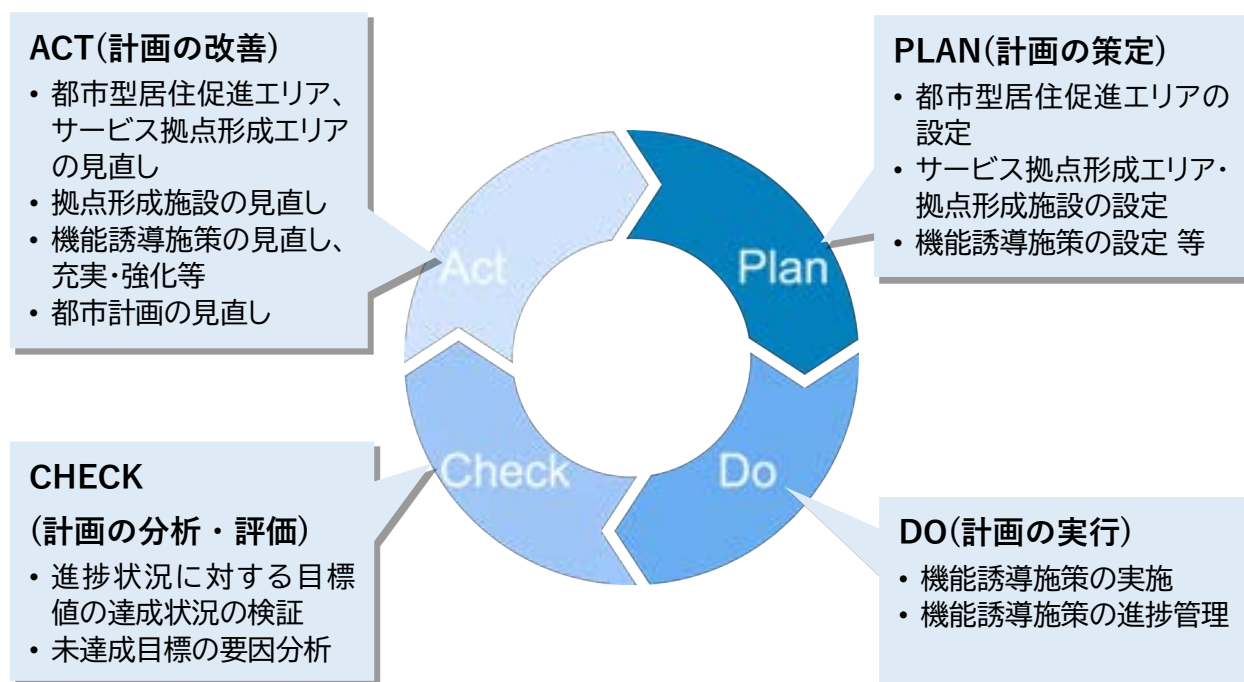 ACT(計画の改善)
• 都市型居住促進エリア、
サービス拠点形成エリア
の見直し
• 拠点形成施設の見直し
• 機能誘導施策の見直し、
充実・強化等
• 都市計画の見直し
PLAN(計画の策定)
• 都市型居住促進エリアの
設定
• サービス拠点形成エリア・
拠点形成施設の設定
• 機能誘導施策の設定 等
Act
Plan
Check
Do
CHECK
(計画の分析・評価)
• 進捗状況に対する目標
値の達成状況の検証
• 未達成目標の要因分析
DO(計画の実行)
• 機能誘導施策の実施
• 機能誘導施策の進捗管理